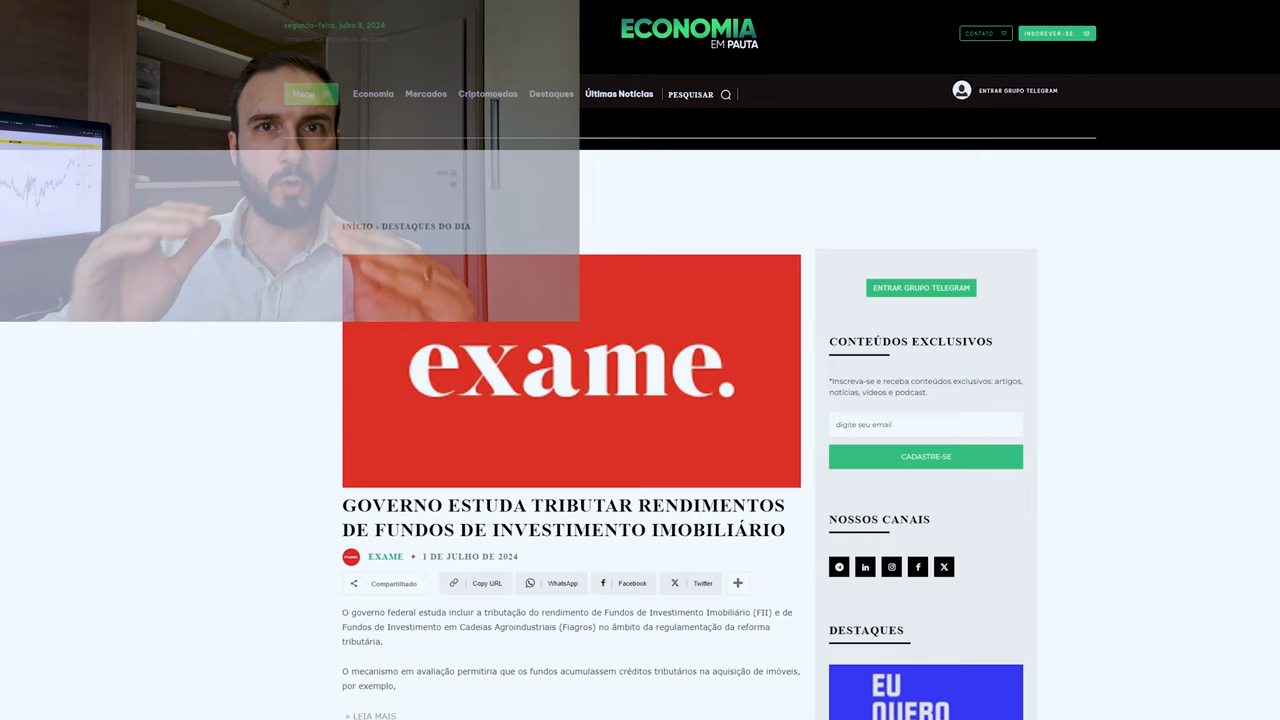 segunda-feira, julho 8, 2024
ECONOMIA
EM PAUTA
CONTATO
INSCREVER-SE
Menu
Economia
Mercados
Criptomoedas
Destaques
Últimas Notícias
PESQUISAR
ENTRAR GRUPO TELEGRAM
INÍCIO › DESTAQUES DO DIA
exame.
GOVERNO ESTUDA TRIBUTAR RENDIMENTOS
DE FUNDOS DE INVESTIMENTO IMOBILIÁRIO
EXAME • 1 DE JULHO DE 2024
Compartilhado
Copy URL
WhatsApp
Facebook
Twitter
O governo federal estuda incluir a tributação do rendimento de Fundos de Investimento Imobiliário (FII) e de
Fundos de Investimento em Cadeias Agroindustriais (Fiagros) no âmbito da regulamentação da reforma
tributária.
O mecanismo em avaliação permitiria que os fundos acumulassem créditos tributários na aquisição de imóveis,
por exemplo,
» LEIA MAIS
ENTRAR GRUPO TELEGRAM
CONTEÚDOS EXCLUSIVOS
*Inscreva-se e receba conteúdos exclusivos: artigos,
notícias, vídeos e podcast.
digite seu email
CADASTRE-SE
NOSSOS CANAIS
DESTAQUES
EU
QUERO